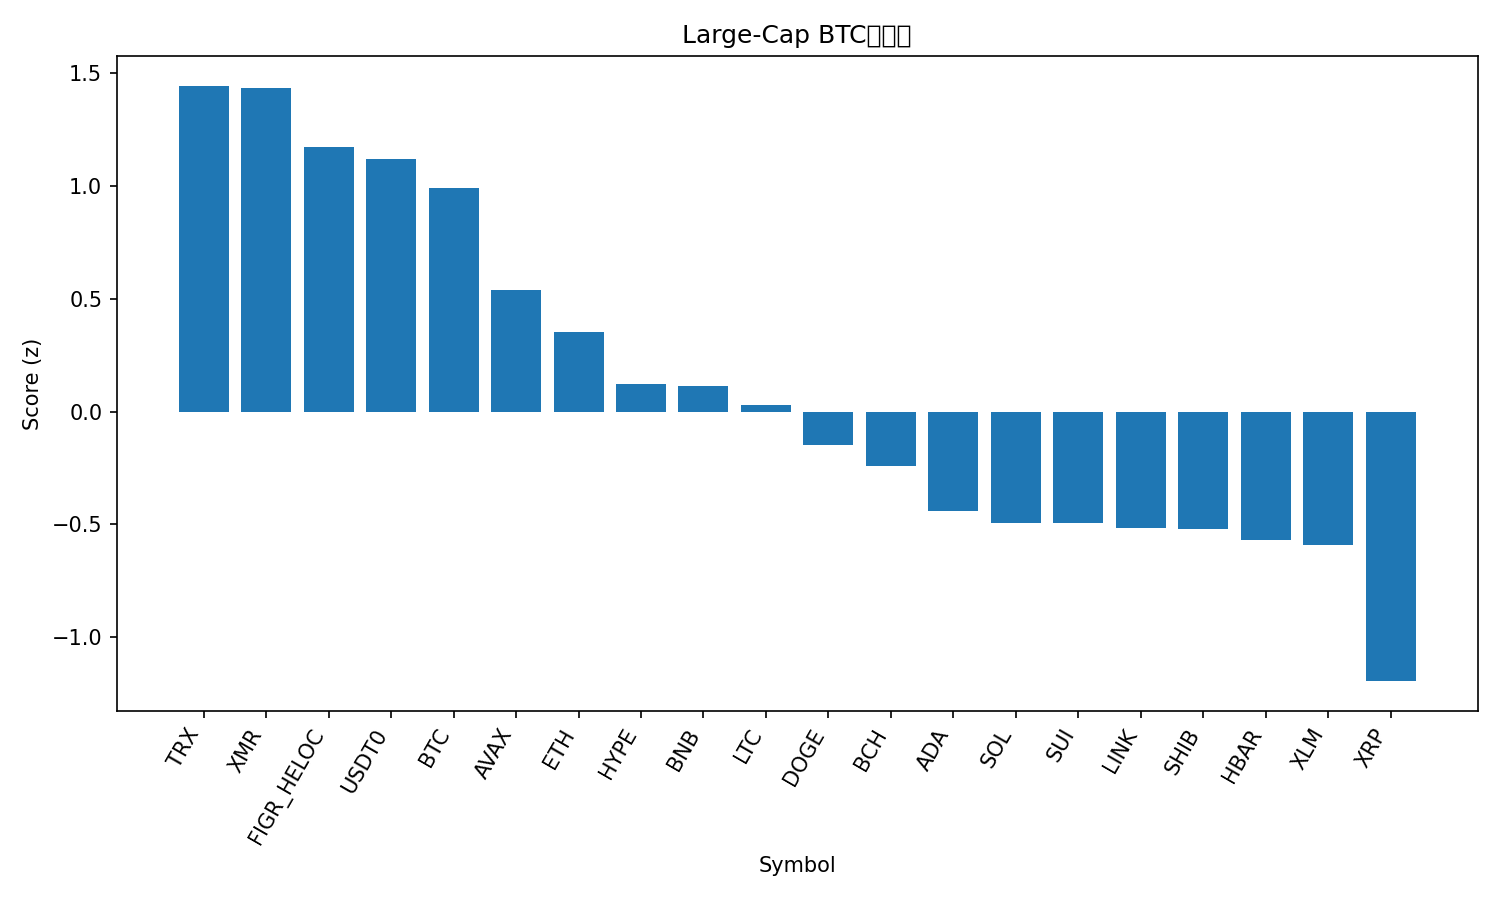 Large-Cap BTC
1.5
1.0
0.5
0.0
−0.5
−1.0
Score (z)
TRX
XMR
FIGR_HELOC
USDT0
BTC
AVAX
ETH
HYPE
BNB
LTC
DOGE
BCH
ADA
SOL
SUI
LINK
SHIB
HBAR
XLM
XRP
Symbol